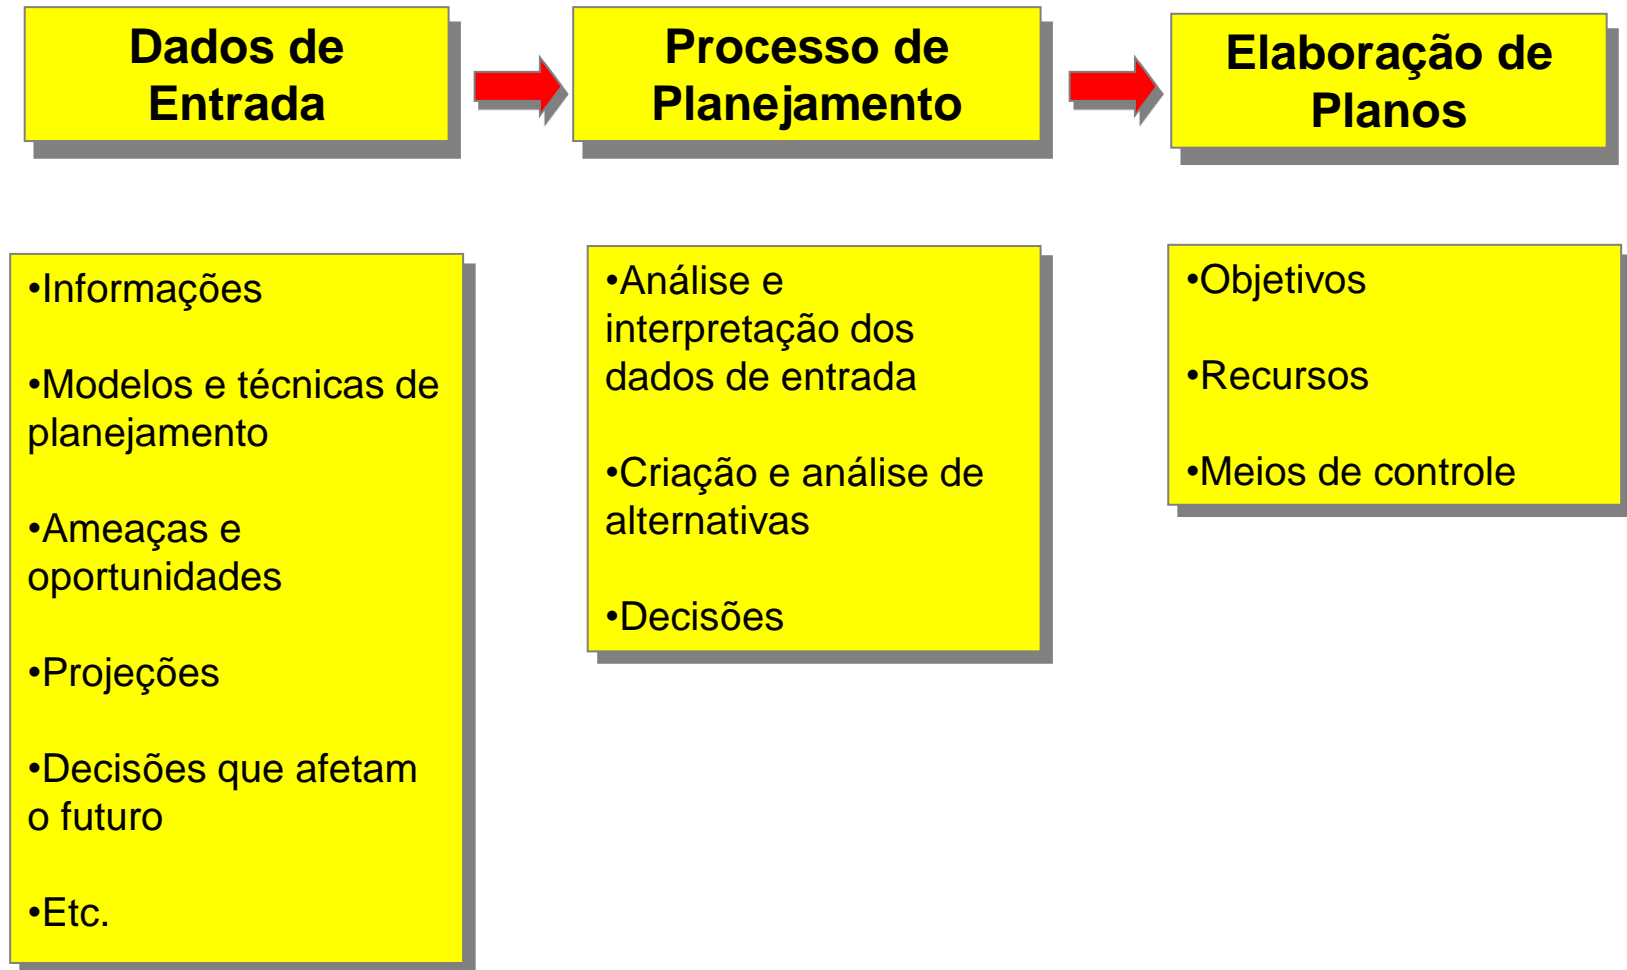 Dados de
Entrada
Processo de
Planejamento
Elaboração de
Planos
•Informações
•Modelos e técnicas de
planejamento
•Ameaças e
oportunidades
•Projeções
•Decisões que afetam
o futuro
•Etc.
•Análise e
interpretação dos
dados de entrada
•Criação e análise de
alternativas
•Decisões
•Objetivos
•Recursos
•Meios de controle